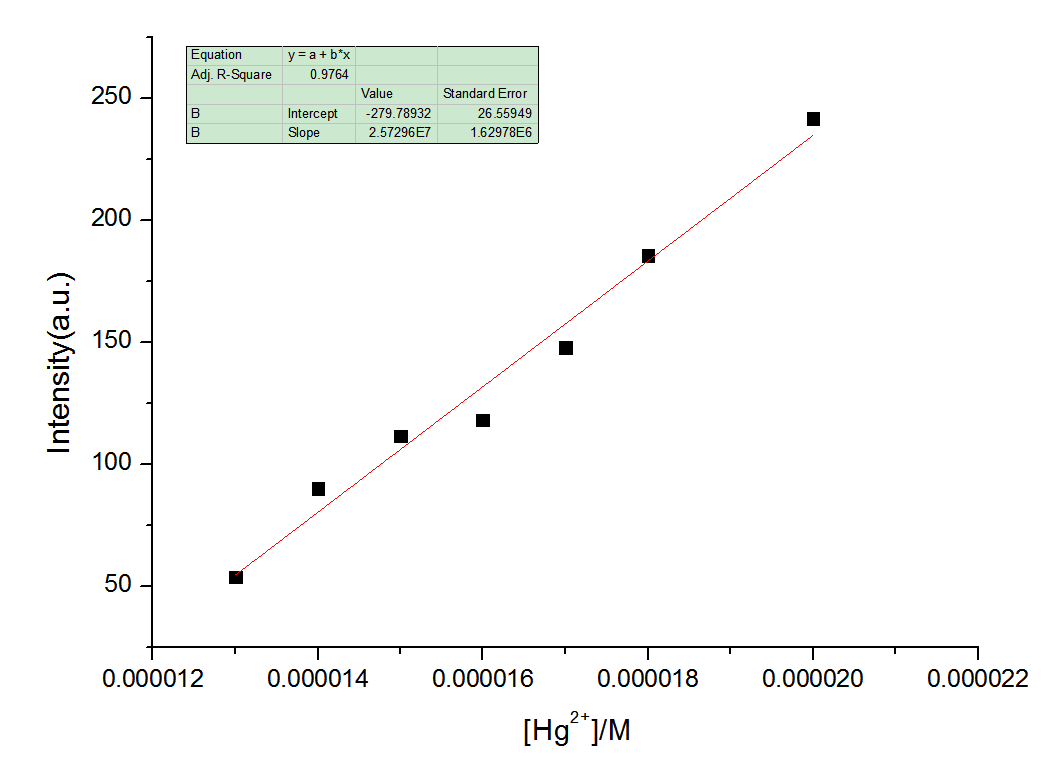 Equation y = a + b*x
Adj. R-Square 0.9764
Value Standard Error
B Intercept -279.78932 26.55949
B Slope 2.57296E7 1.62978E6
250
200
150
100
50
Intensity(a.u.)
0.000012 0.000014 0.000016 0.000018 0.000020 0.000022
[Hg²⁺]/M